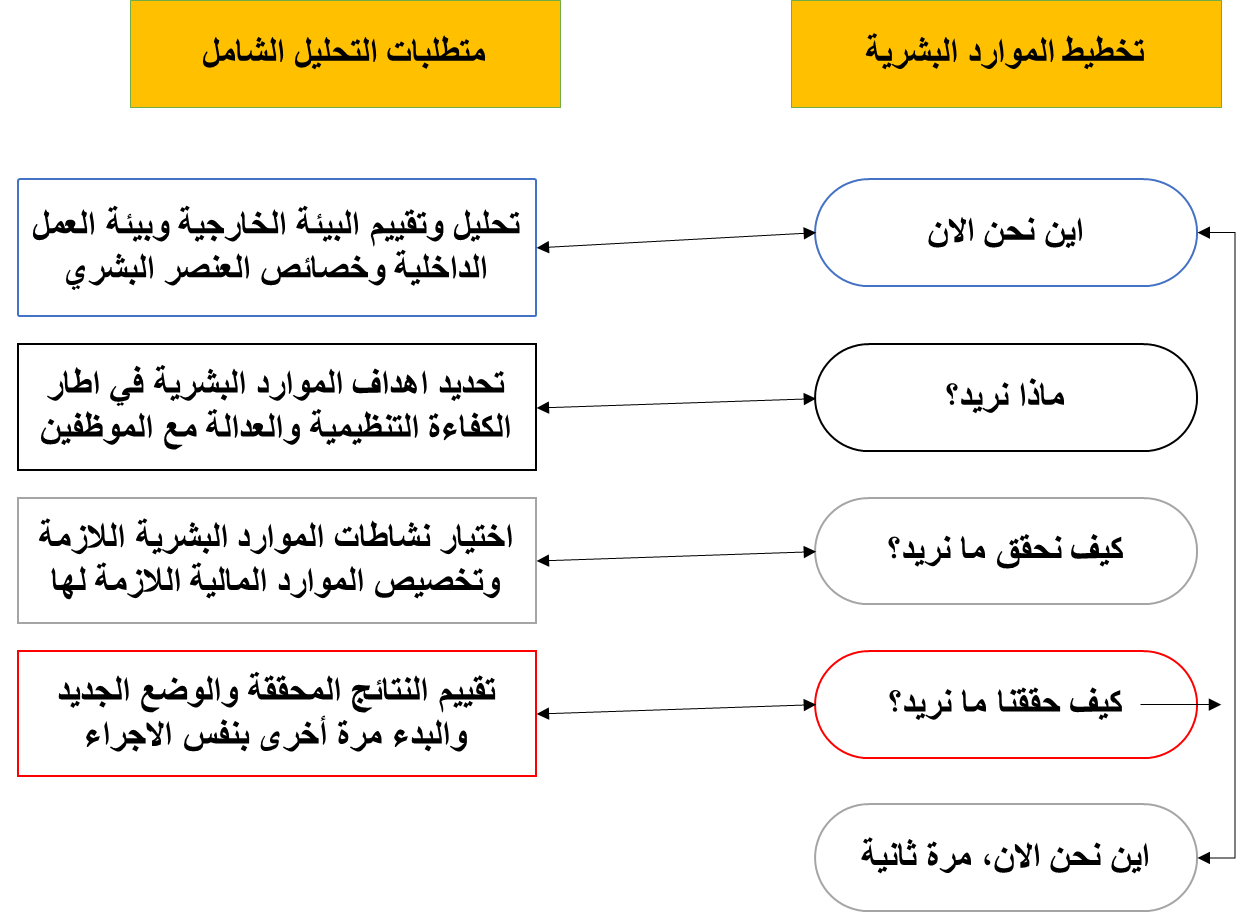 تخطيط الموارد البشرية
متطلبات التحليل الشامل
اين نحن الان
تحليل وتقييم البيئة الخارجية وبيئة العمل
الداخلية وخصائص العنصر البشري
ماذا نريد؟
تحديد اهداف الموارد البشرية في اطار
الكفاءة التنظيمية والعدالة مع الموظفين
كيف نحقق ما نريد؟
اختيار نشاطات الموارد البشرية اللازمة
وتخصيص الموارد المالية اللازمة لها
كيف حققتنا ما نريد؟
تقييم النتائج المحققة والوضع الجديد
والبدء مرة أخرى بنفس الاجراء
اين نحن الان، مرة ثانية